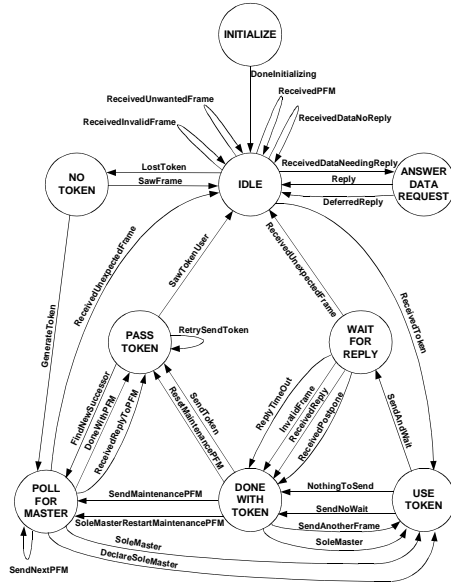 INITIALIZE
DoneInitializing
ReceivedUnwantedFrame
ReceivedPFM
ReceivedInvalidFrame
ReceivedDataNoReply
NO
TOKEN
LostToken
SawFrame
IDLE
ReceivedDataNeedingReply
Reply
DeferredReply
ANSWER
DATA
REQUEST
ReceivedUnexpectedFrame
SawTokenUser
ReceivedUnexpectedFrame
ReceivedToken
GenerateToken
PASS
TOKEN
RetrySendToken
WAIT
FOR
REPLY
FindNewSuccessor
DoneWithPFM
ReceivedReplyToPFM
SendToken
ResetMaintenancePFM
ReplyTimeOut
InvalidFrame
ReceivedReply
ReceivedPostpone
SendAndWait
POLL
FOR
MASTER
SendMaintenancePFM
SoleMasterRestartMaintenancePFM
DONE
WITH
TOKEN
NothingToSend
SendNoWait
SendAnotherFrame
SoleMaster
USE
TOKEN
SoleMaster
DeclareSoleMaster
SendNextPFM